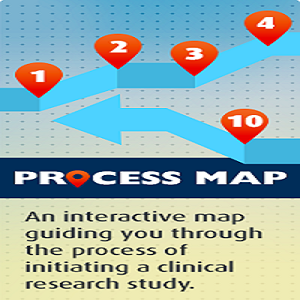 1
2
3
4
10
PROCESS MAP
An interactive map
guiding you through
the process of
initiating a clinical
research study.